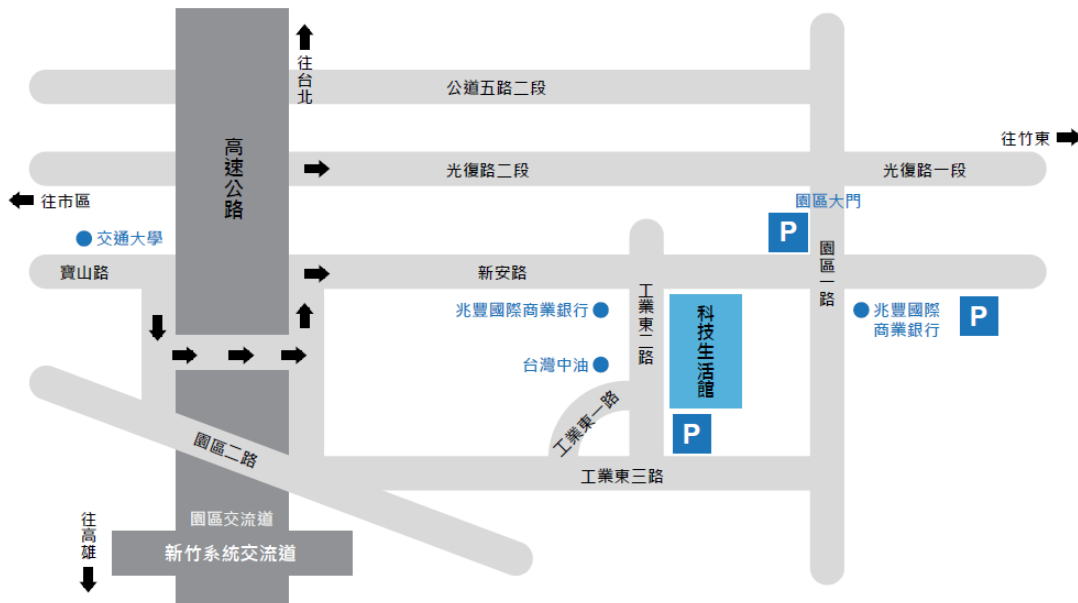 往台北
公道五路二段
高速公路
往竹東
光復路二段
光復路一段
往市區
園區大門
P
交通大學
園區一路
寶山路
新安路
工業東二路
兆豐國際商業銀行
科技生活館
兆豐國際
商業銀行
P
台灣中油
工業東一路
P
園區二路
工業東三路
往高雄
園區交流道
新竹系統交流道